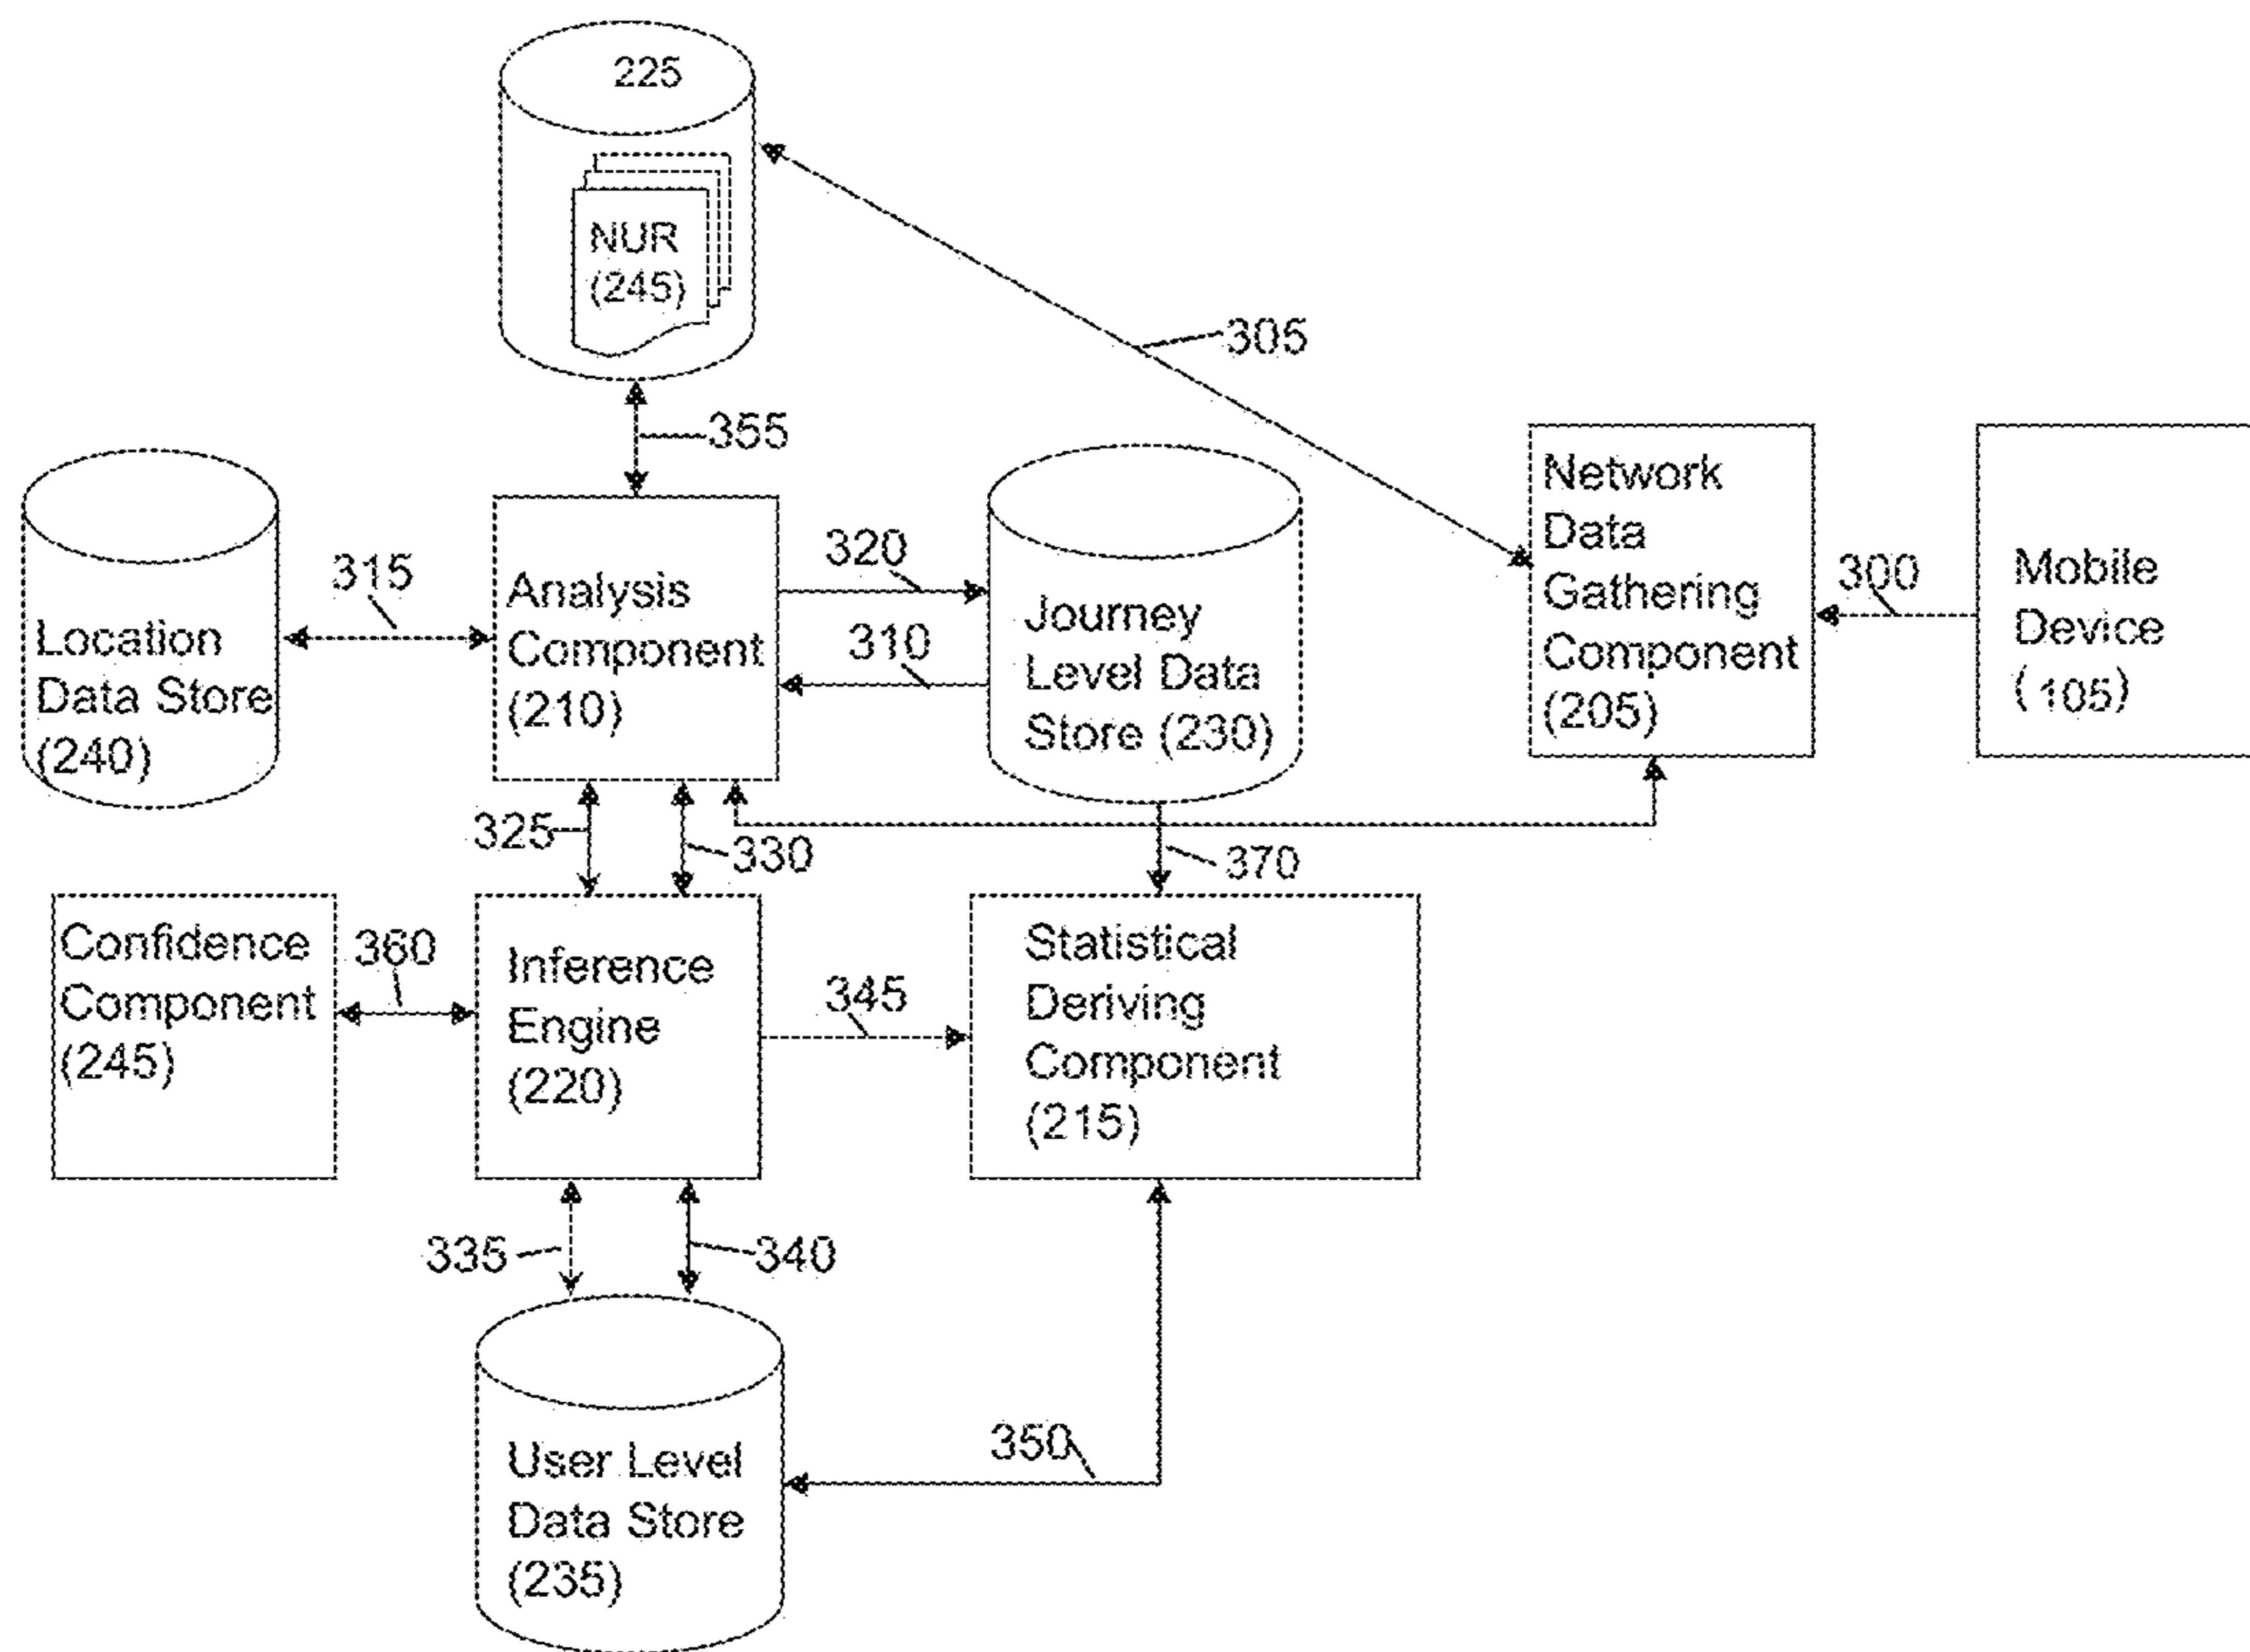 225
NUR
(245)
305
355
Network
Data
Gathering
Component
(205)
300
Mobile
Device
(105)
Location
Data Store
(240)
315
Analysis
Component
(210)
320
310
Journey
Level Data
Store (230)
325
330
370
Confidence
Component
(245)
360
Inference
Engine
(220)
345
Statistical
Deriving
Component
(215)
335
340
User Level
Data Store
(235)
350